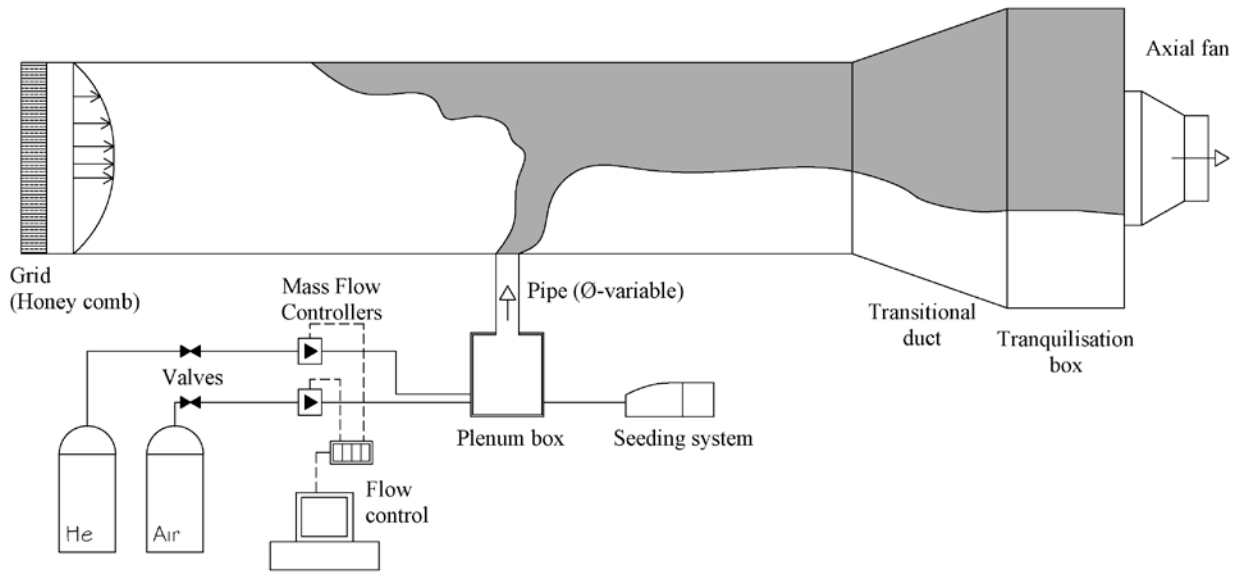 Axial fan
Grid
(Honey comb)
Mass Flow
Controllers
Pipe (Ø-variable)
Transitional
duct
Tranquilisation
box
Valves
Plenum box
Seeding system
Flow
control
He
Air